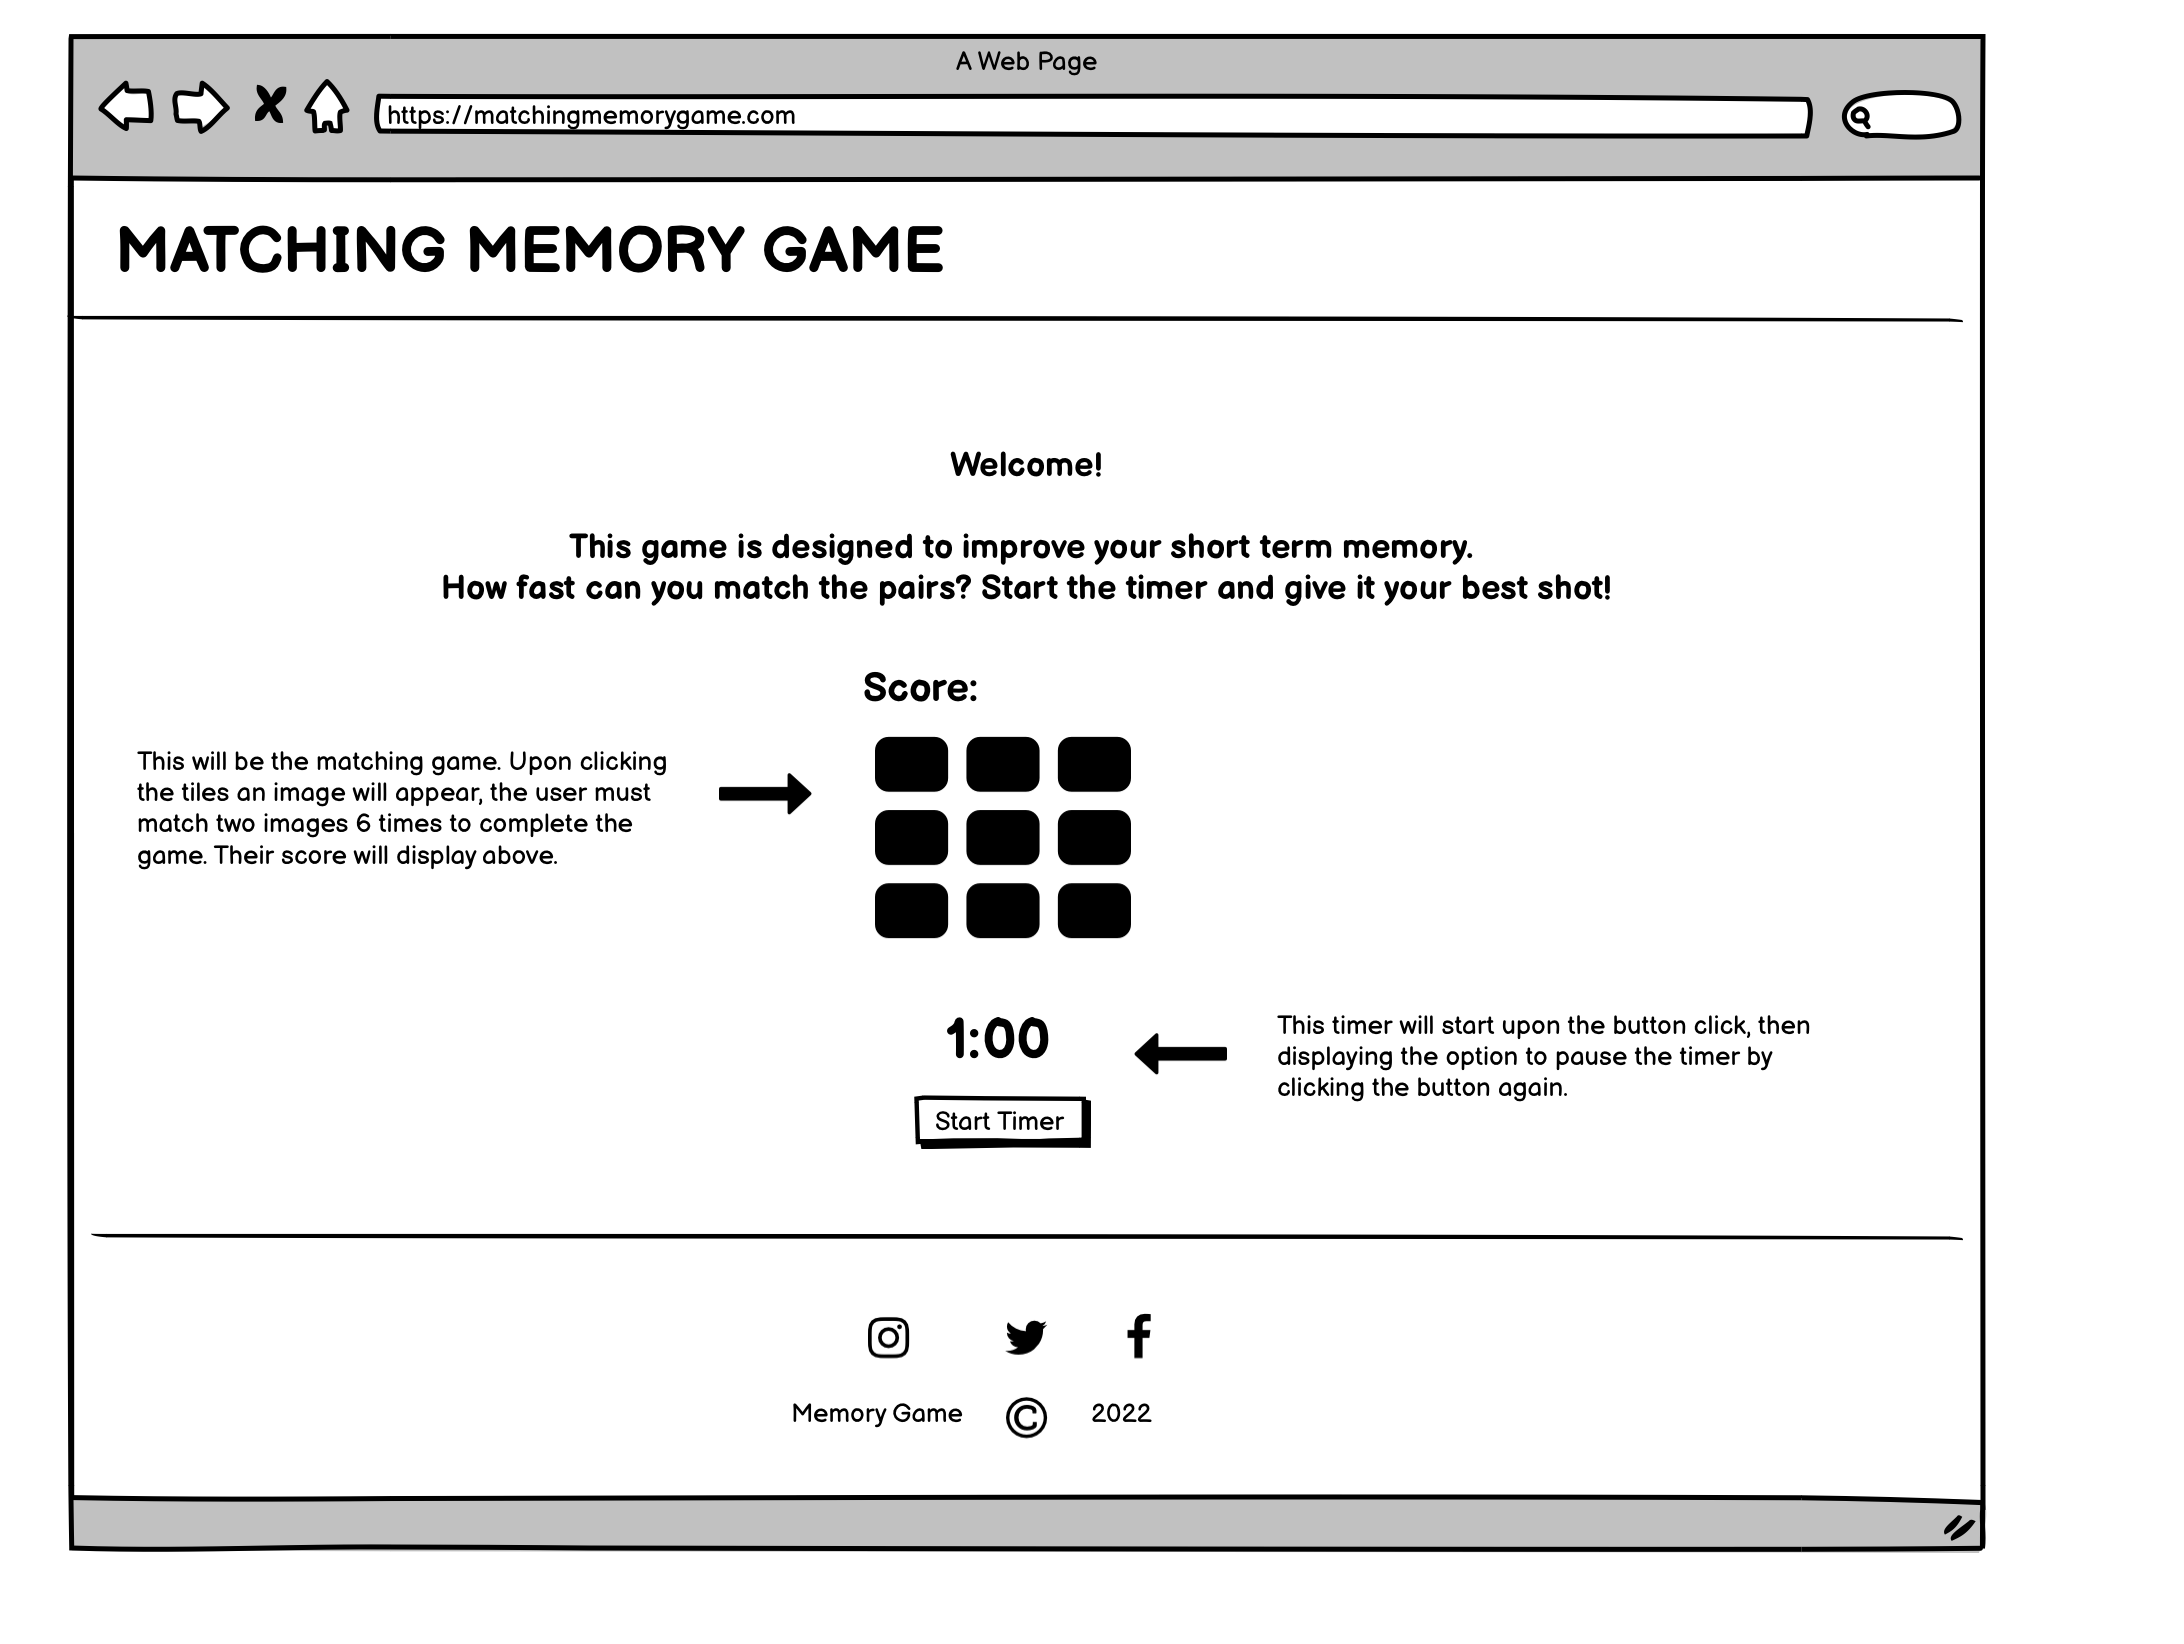 A Web Page
https://matchingmemorygame.com
MATCHING MEMORY GAME
Welcome!
This game is designed to improve your short term memory.
How fast can you match the pairs? Start the timer and give it your best shot!
Score:
This will be the matching game. Upon clicking
the tiles an image will appear, the user must
match two images 6 times to complete the
game. Their score will display above.
1:00
This timer will start upon the button click, then
displaying the option to pause the timer by
clicking the button again.
Start Timer
Memory Game © 2022